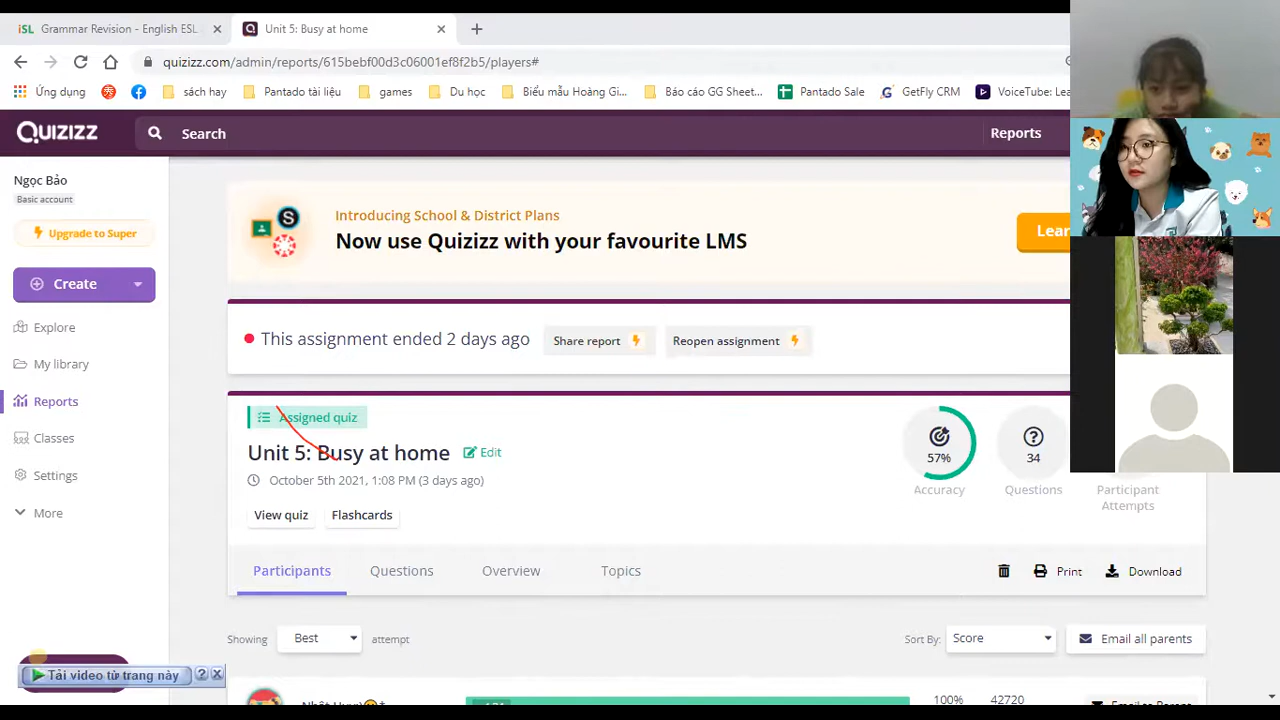 iSL Grammar Revision - English ESL
Unit 5: Busy at home
quizizz.com/admin/reports/615bebf00d3c06001ef8f2b5/players#
Ứng dụng
sách hay
Pantado tài liệu
games
Du học
Biểu mẫu Hoàng Gi...
Báo cáo GG Sheet...
Pantado Sale
GetFly CRM
VoiceTube: Lea
QUIZIZZ
Search
Reports
Ngọc Bảo
Basic account
Upgrade to Super
Create
Explore
My library
Reports
Classes
Settings
More
Introducing School & District Plans
Now use Quizizz with your favourite LMS
Lear
This assignment ended 2 days ago
Share report
Reopen assignment
Assigned quiz
Unit 5: Busy at home
Edit
October 5th 2021, 1:08 PM (3 days ago)
View quiz
Flashcards
57%
Accuracy
34
Questions
Participant
Attempts
Participants
Questions
Overview
Topics
Print
Download
Showing
Best
attempt
Sort By:
Score
Email all parents
Tải video từ trang này
100%
42720